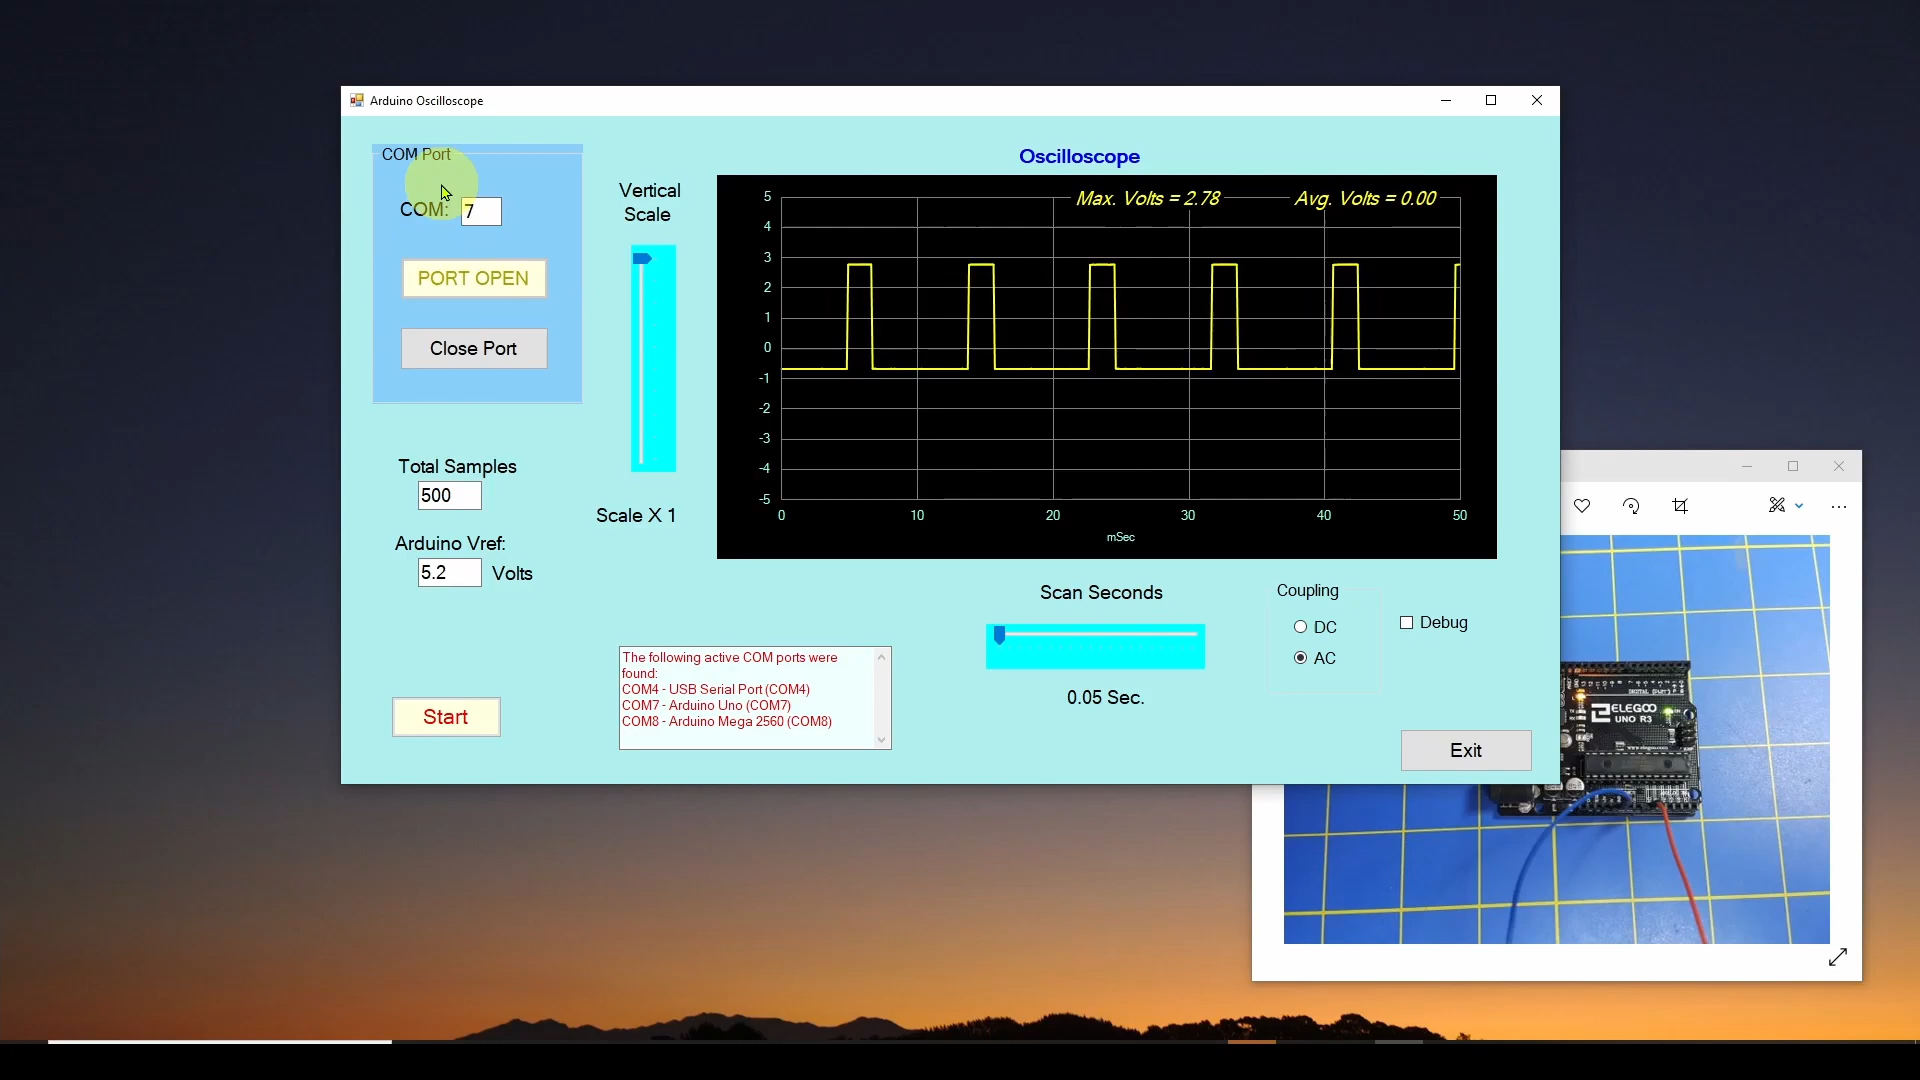 Arduino Oscilloscope
COM Port
COM: 7
PORT OPEN
Close Port
Total Samples
500
Arduino Vref:
5.2 Volts
Start
Vertical
Scale
Scale X 1
The following active COM ports were
found:
COM4 - USB Serial Port (COM4)
COM7 - Arduino Uno (COM7)
COM8 - Arduino Mega 2560 (COM8)
Oscilloscope
Max. Volts = 2.78 Avg. Volts = 0.00
5
4
3
2
1
0
-1
-2
-3
-4
-5
0 10 20 30 40 50
mSec
Scan Seconds
0.05 Sec.
Coupling
DC
AC
Debug
Exit
ELEGOO
UNO R3